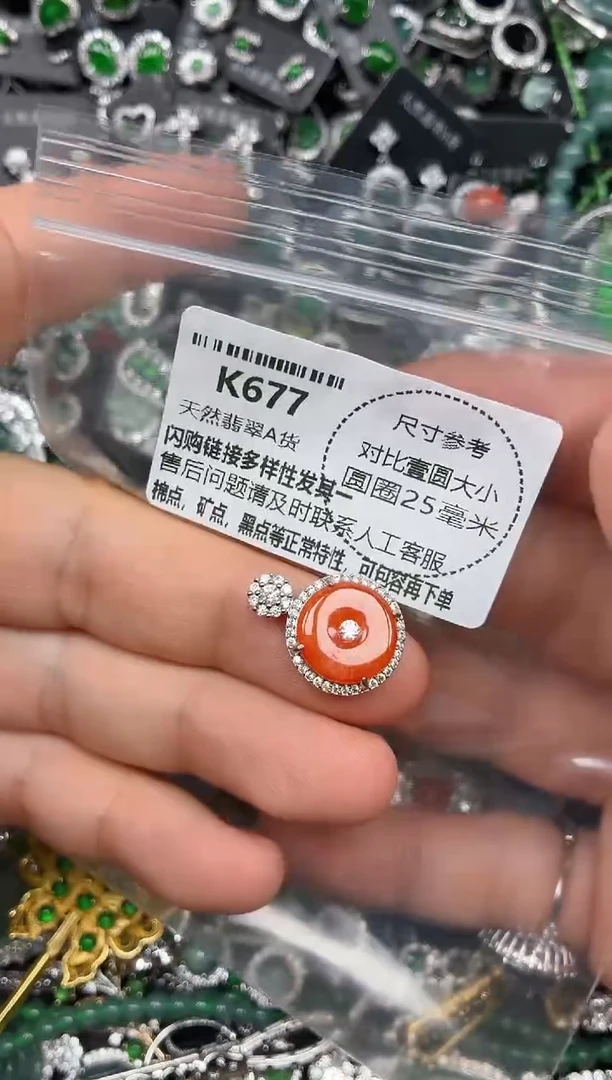 K677
天然翡翠A货
闪购链接多样性发其一
售后问题请及时联系人工客服
棉点，矿点，黑点等正常特性，可包容再下单
尺寸参考
对比壹圆大小
圆圈25毫米